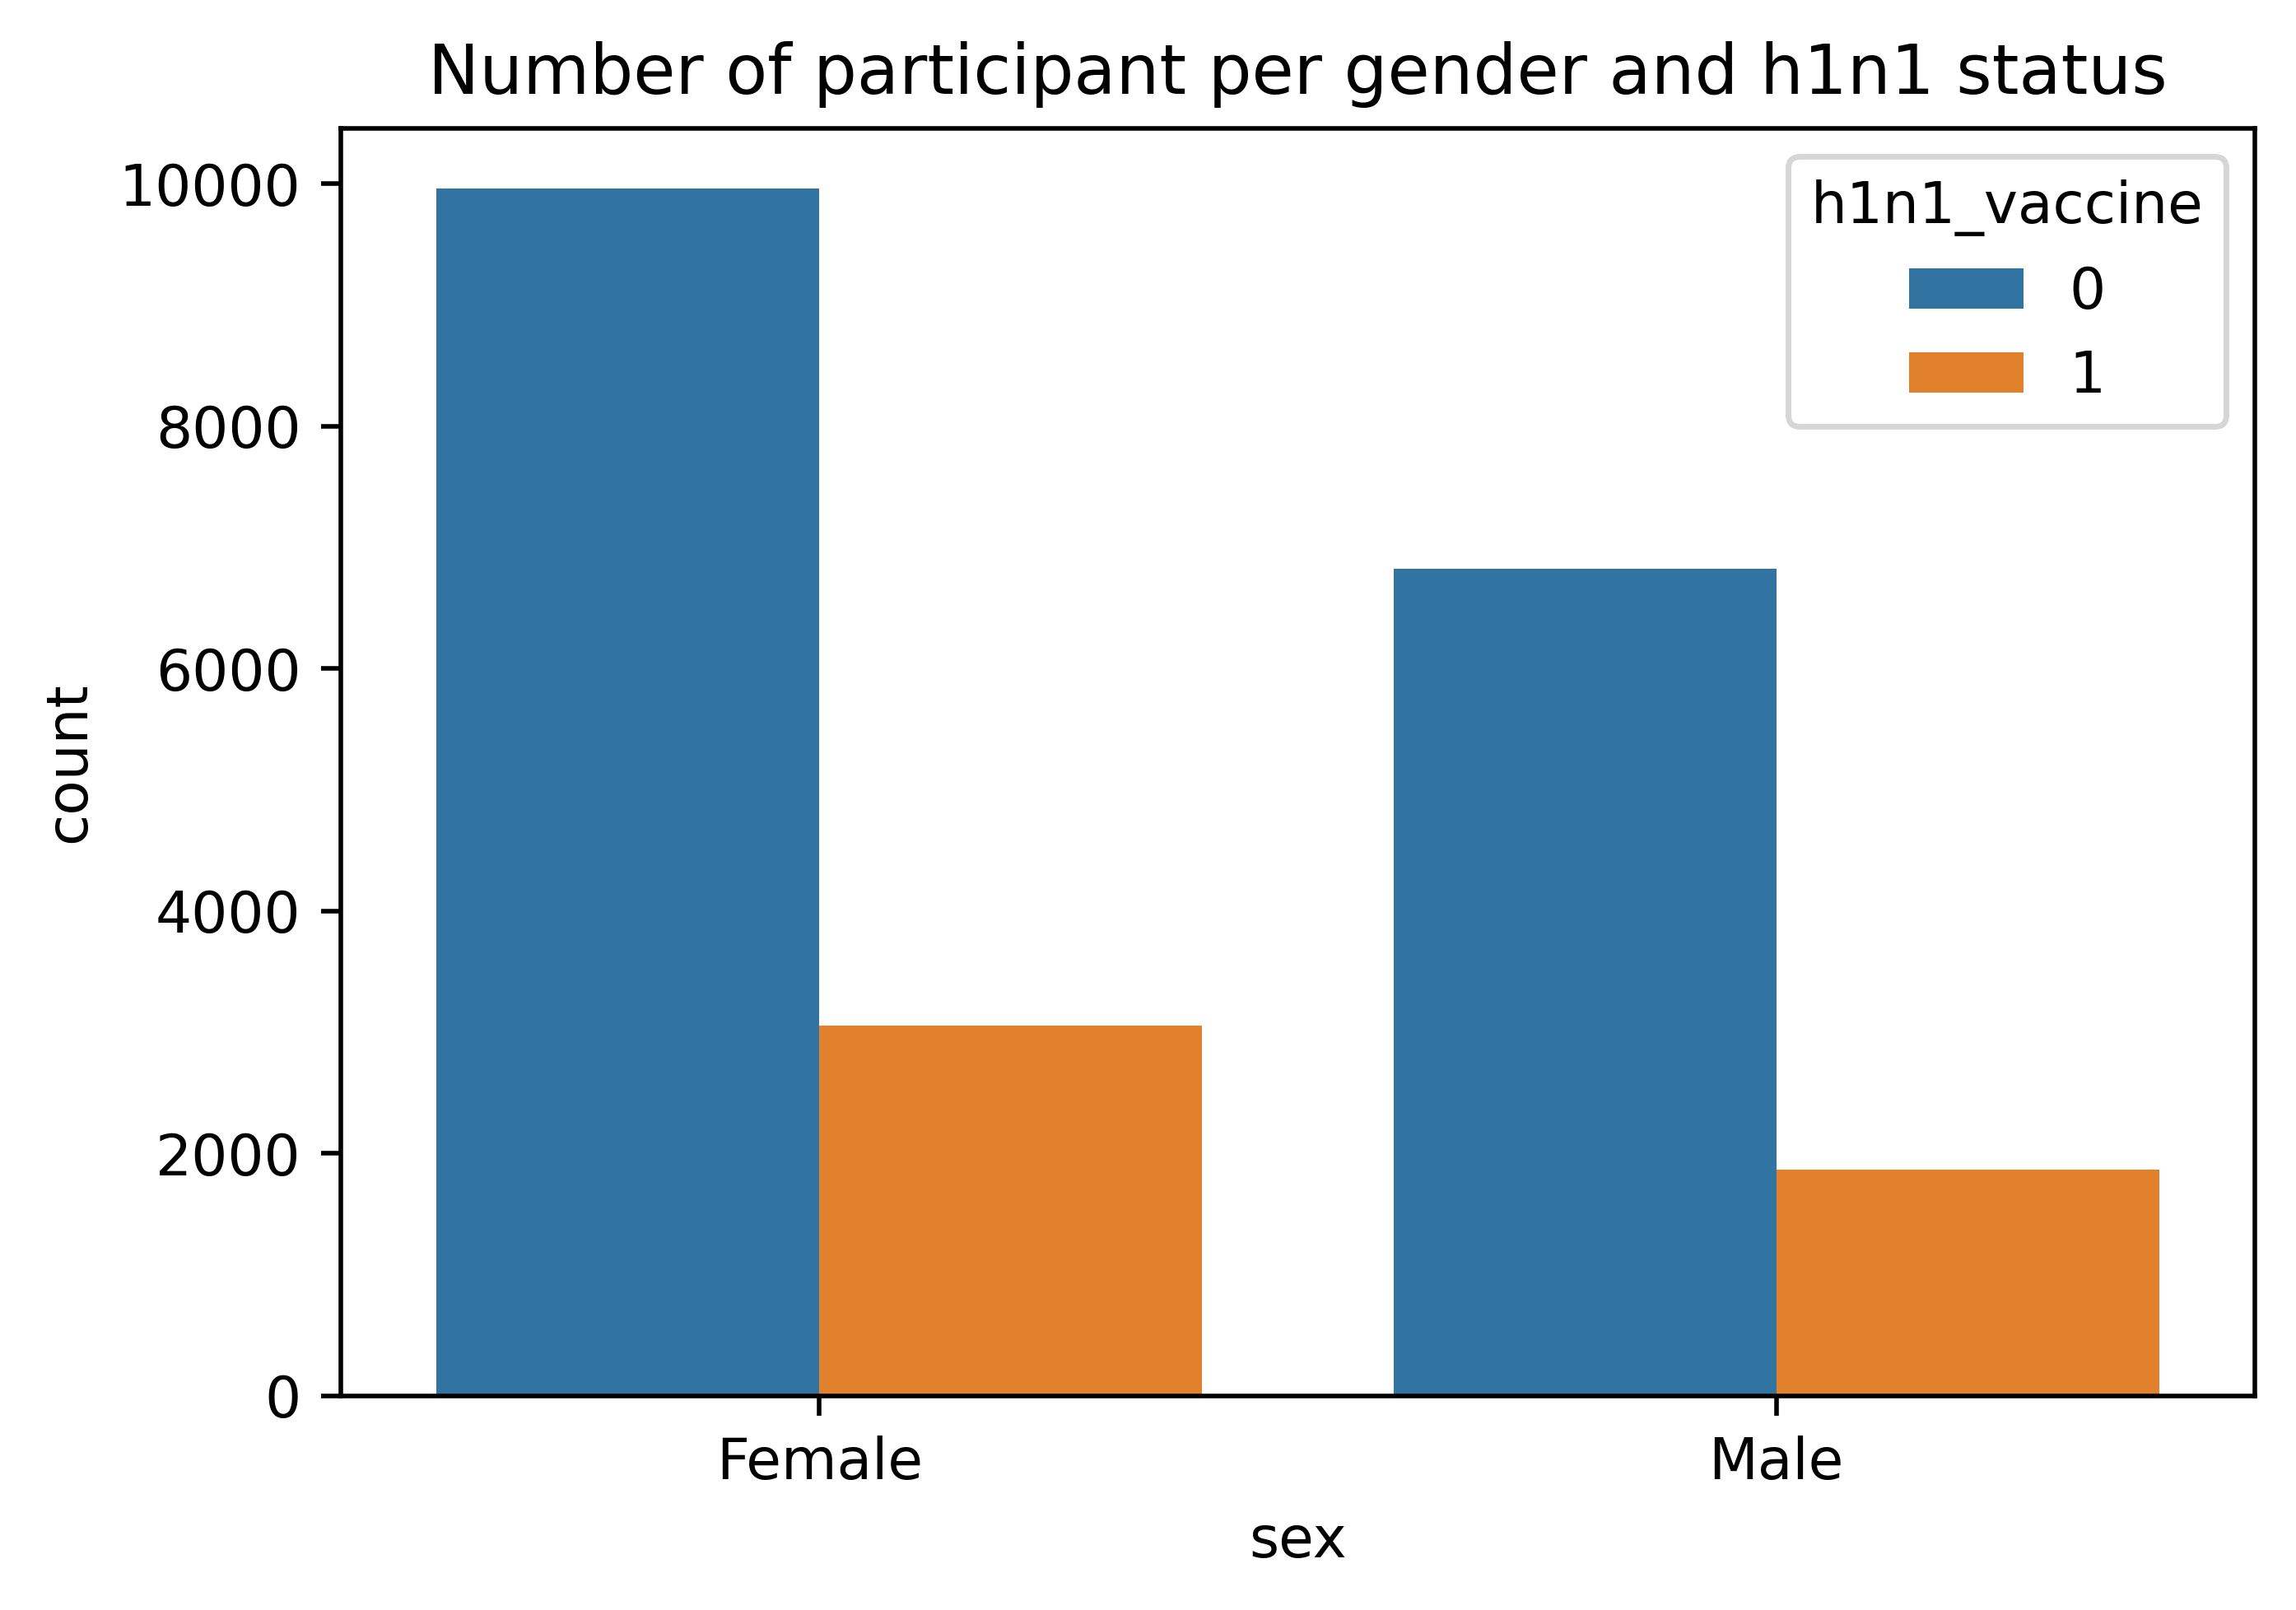 Number of participant per gender and h1n1 status
10000
8000
6000
4000
2000
0
count
h1n1_vaccine
0
1
Female
Male
sex